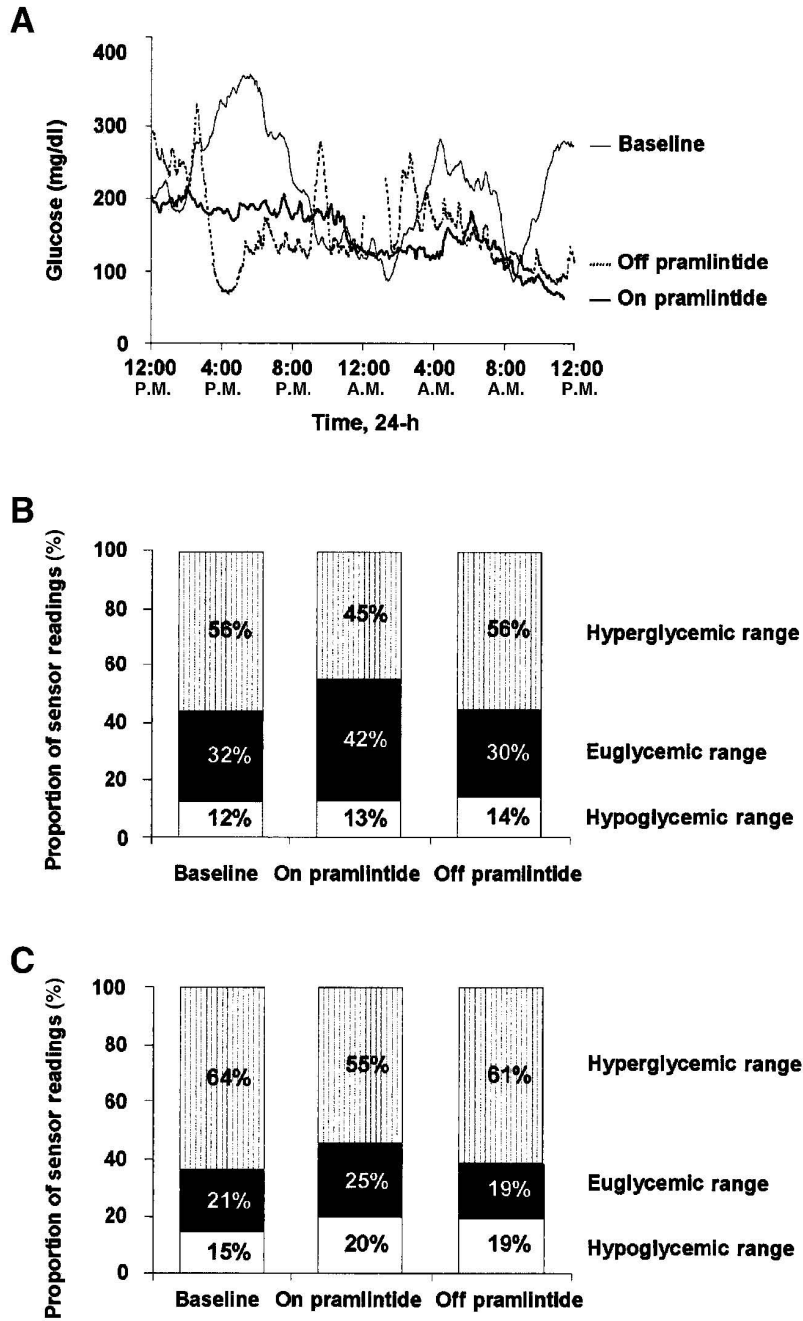 A
Glucose (mg/dl)
400
300
200
100
0
Baseline
Off pramlintide
On pramlintide
12:00 4:00 8:00 12:00 4:00 8:00 12:00
P.M. P.M. P.M. A.M. A.M. A.M. P.M.
Time, 24-h
B
Proportion of sensor readings (%)
100
80
60
40
20
0
56% 45% 56%
Hyperglycemic range
32% 42% 30%
Euglycemic range
12% 13% 14%
Hypoglycemic range
Baseline On pramlintide Off pramlintide
C
Proportion of sensor readings (%)
100
80
60
40
20
0
64% 55% 61%
Hyperglycemic range
21% 25% 19%
Euglycemic range
15% 20% 19%
Hypoglycemic range
Baseline On pramlintide Off pramlintide